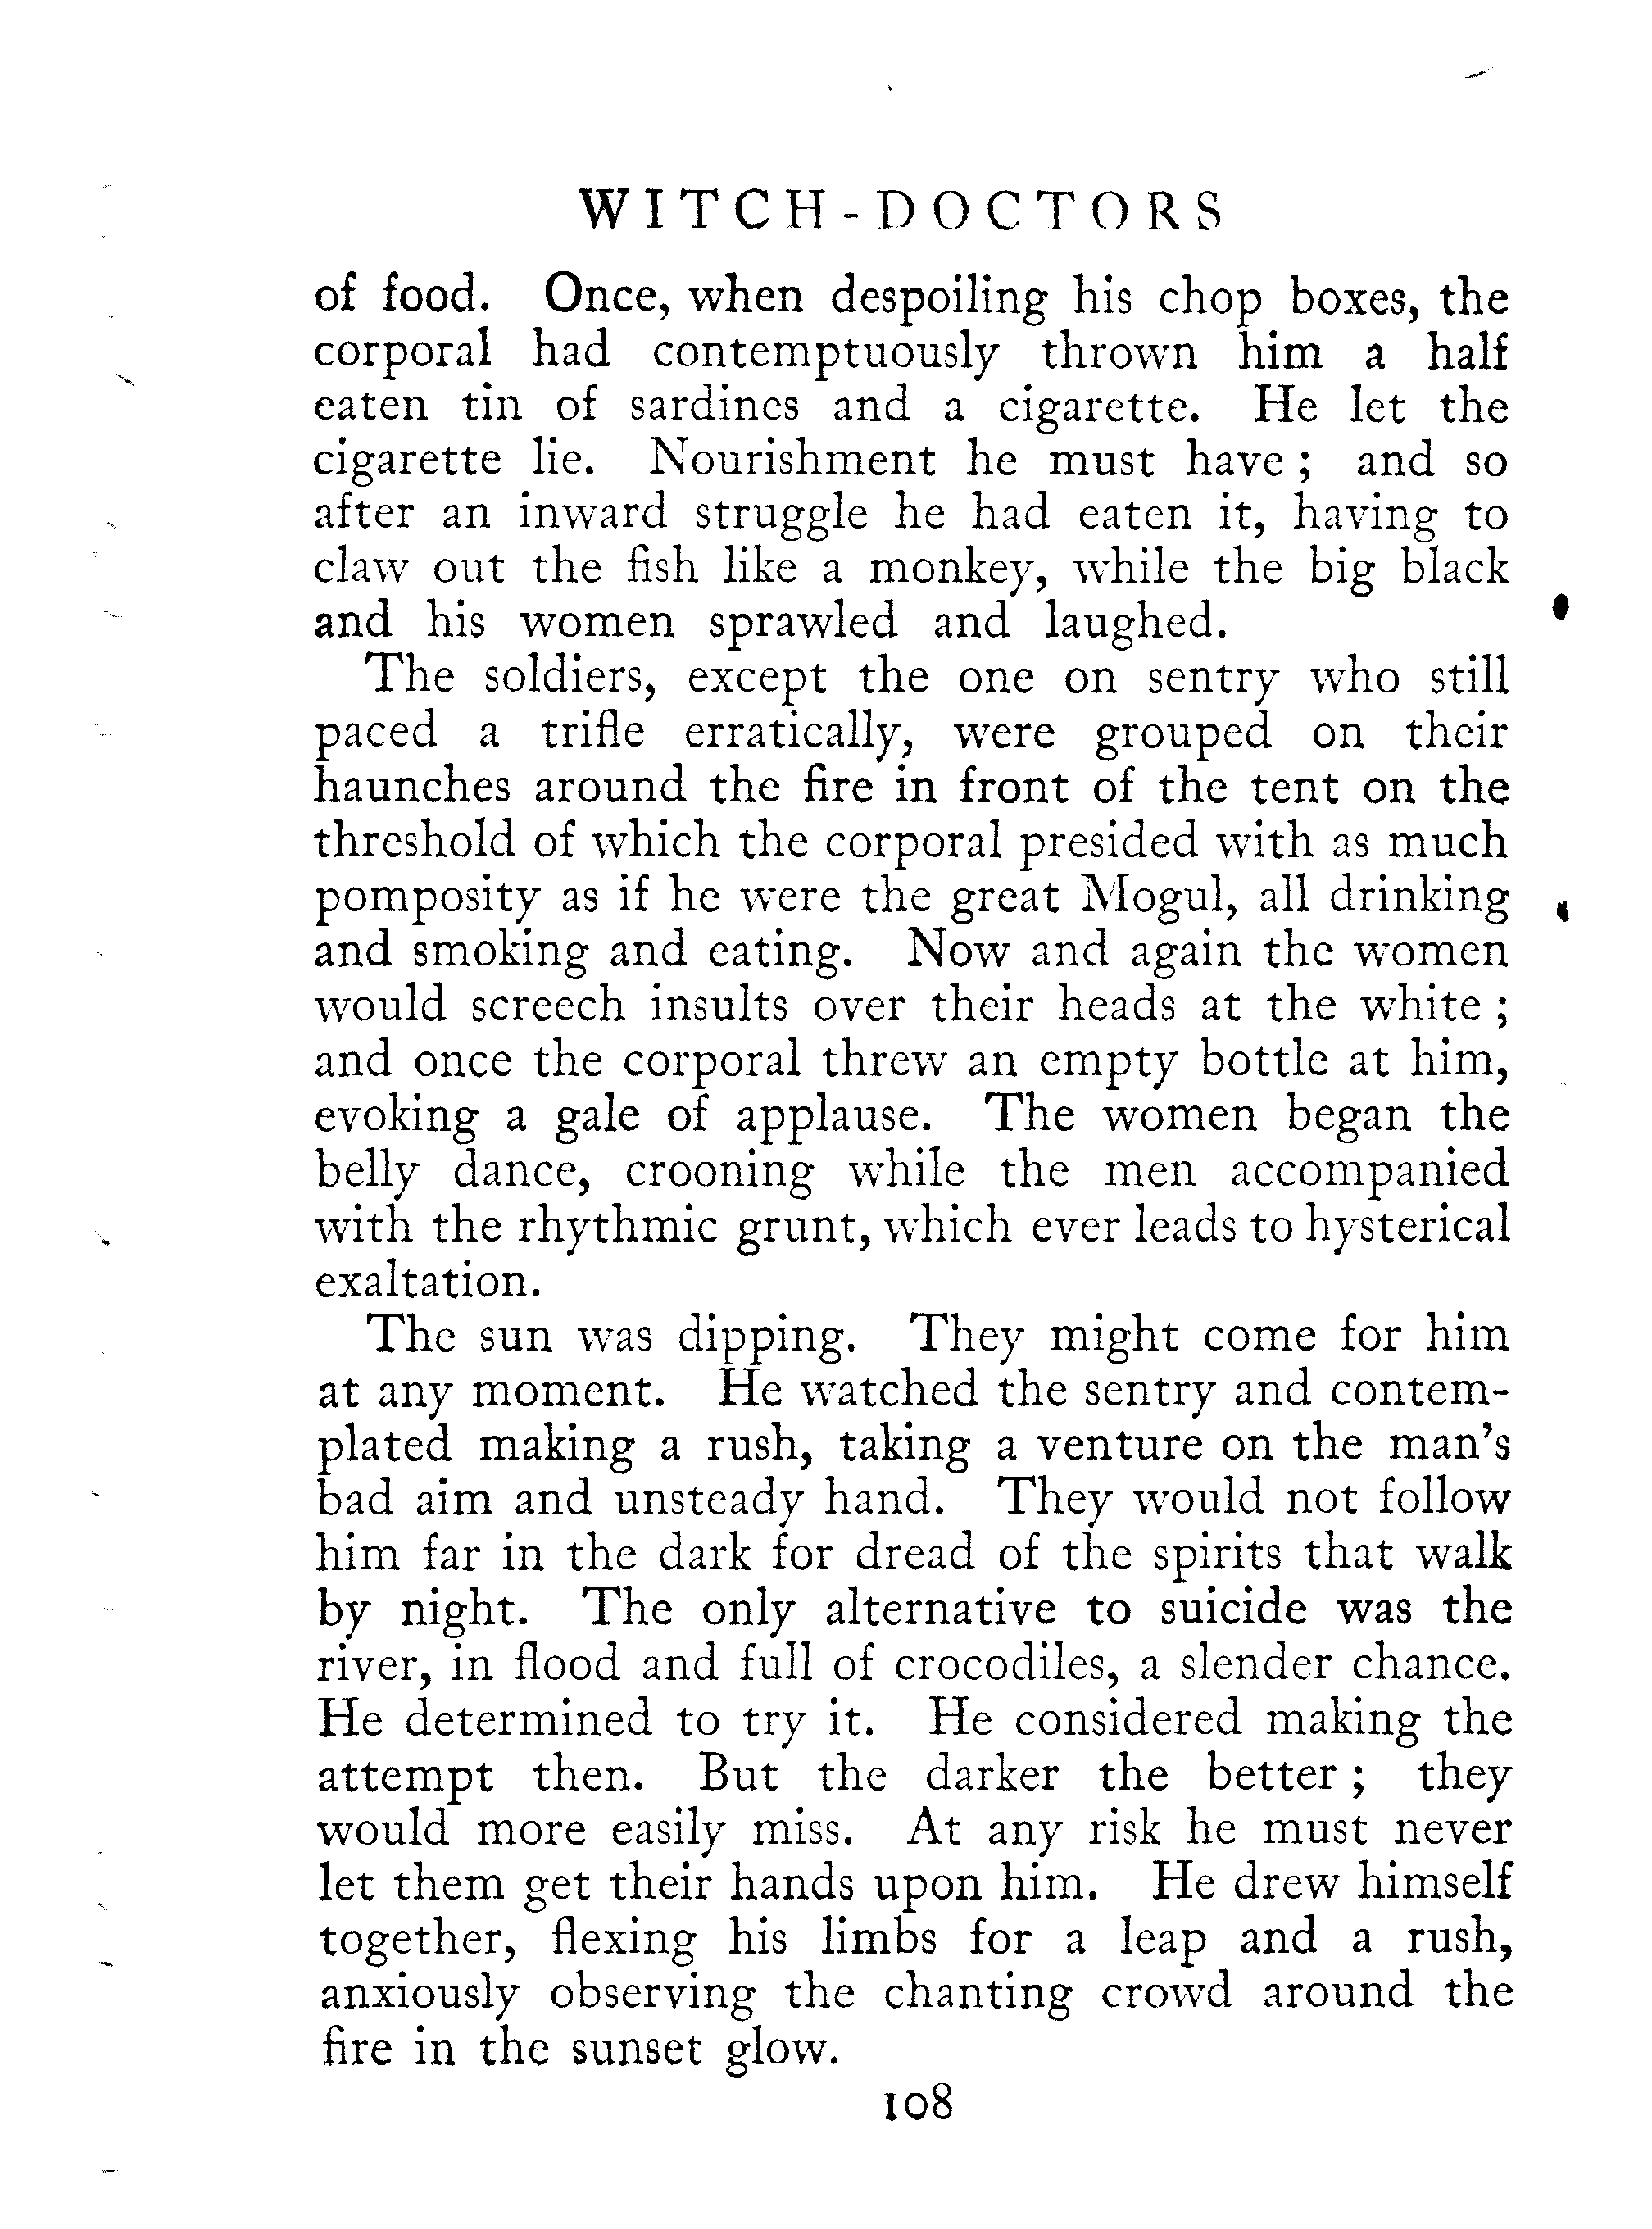 WITCH-DOCTORS
of food. Once, when despoiling his chop boxes, the
corporal had contemptuously thrown him a half
eaten tin of sardines and a cigarette. He let the
cigarette lie. Nourishment he must have ; and so
after an inward struggle he had eaten it, having to
claw out the fish like a monkey, while the big black
and his women sprawled and laughed.
The soldiers, except the one on sentry who still
paced a trifle erratically, were grouped on their
haunches around the fire in front of the tent on the
threshold of which the corporal presided with as much
pomposity as if he were the great Mogul, all drinking
and smoking and eating. Now and again the women
would screech insults over their heads at the white ;
and once the corporal threw an empty bottle at him,
evoking a gale of applause. The women began the
belly dance, crooning while the men accompanied
with the rhythmic grunt, which ever leads to hysterical
exaltation.
The sun was dipping. They might come for him
at any moment. He watched the sentry and contem-
plated making a rush, taking a venture on the man's
bad aim and unsteady hand. They would not follow
him far in the dark for dread of the spirits that walk
by night. The only alternative to suicide was the
river, in flood and full of crocodiles, a slender chance.
He determined to try it. He considered making the
attempt then. But the darker the better ; they
would more easily miss. At any risk he must never
let them get their hands upon him. He drew himself
together, flexing his limbs for a leap and a rush,
anxiously observing the chanting crowd around the
fire in the sunset glow.
108